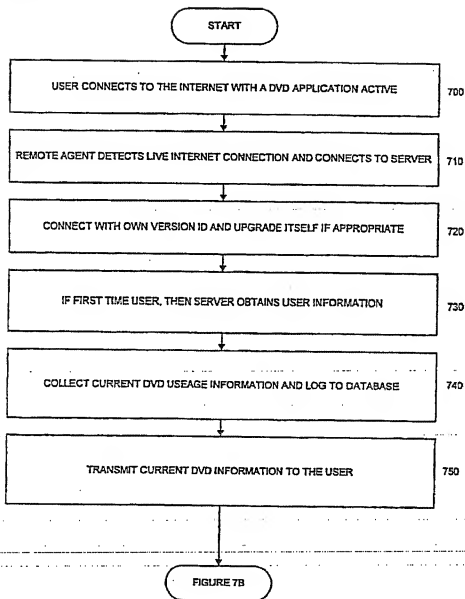 START
USER CONNECTS TO THE INTERNET WITH A DVD APPLICATION ACTIVE
700
REMOTE AGENT DETECTS LIVE INTERNET CONNECTION AND CONNECTS TO SERVER
710
CONNECT WITH OWN VERSION ID AND UPGRADE ITSELF IF APPROPRIATE
720
IF FIRST TIME USER, THEN SERVER OBTAINS USER INFORMATION
730
COLLECT CURRENT DVD USEAGE INFORMATION AND LOG TO DATABASE
740
TRANSMIT CURRENT DVD INFORMATION TO THE USER
750
FIGURE 7B